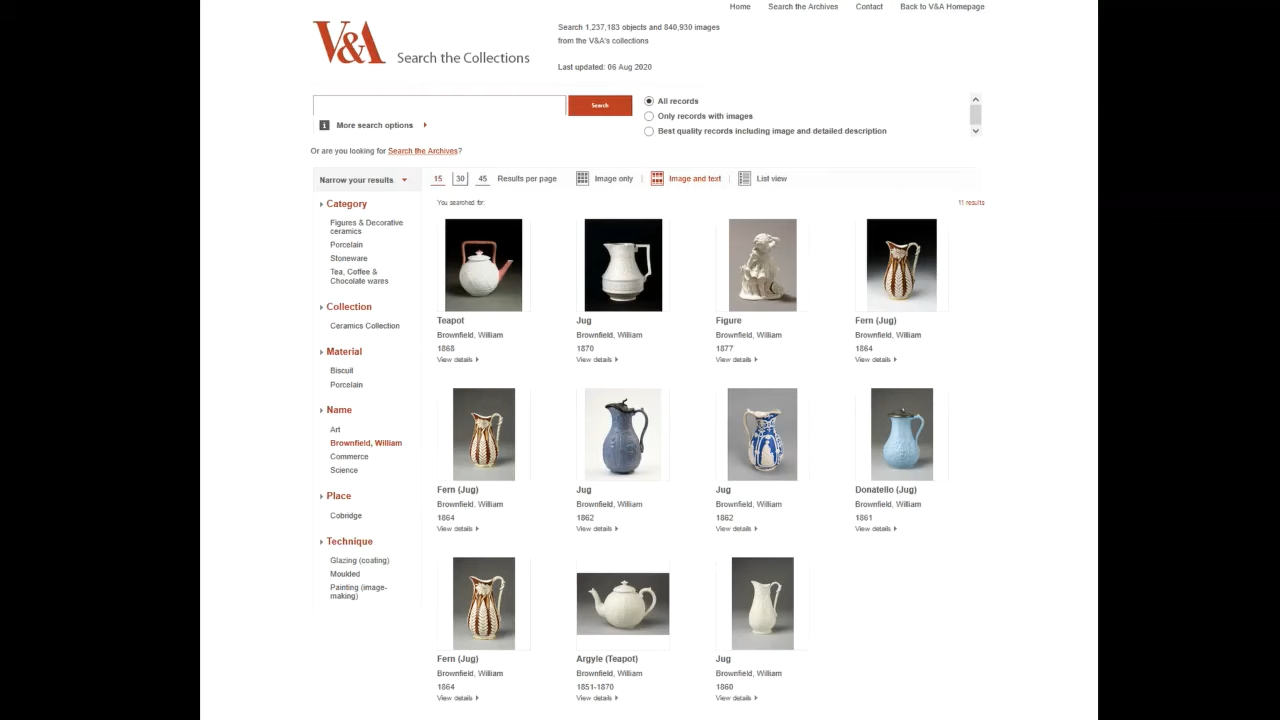 Home Search the Archives Contact Back to V&A Homepage
V&A Search the Collections
Search 1,237,183 objects and 840,930 images
from the V&A's collections
Last updated: 06 Aug 2020
Search
All records
Only records with images
Best quality records including image and detailed description
i More search options
Or are you looking for Search the Archives?
Narrow your results
15 30 45 Results per page Image only | Image and text | List view
You searched for:
11 results
Category
Figures & Decorative
ceramics
Porcelain
Stoneware
Tea, Coffee &
Chocolate wares
Collection
Ceramics Collection
Material
Biscuit
Porcelain
Name
Art
Brownfield, William
Commerce
Science
Place
Cobridge
Technique
Glazing (coating)
Moulded
Painting (image-
making)
Teapot
Brownfield, William
1868
View details
Jug
Brownfield, William
1870
View details
Figure
Brownfield, William
1877
View details
Fern (Jug)
Brownfield, William
1864
View details
Fern (Jug)
Brownfield, William
1864
View details
Jug
Brownfield, William
1862
View details
Jug
Brownfield, William
1862
View details
Donatello (Jug)
Brownfield, William
1861
View details
Fern (Jug)
Brownfield, William
1864
View details
Argyle (Teapot)
Brownfield, William
1851-1870
View details
Jug
Brownfield, William
1860
View details